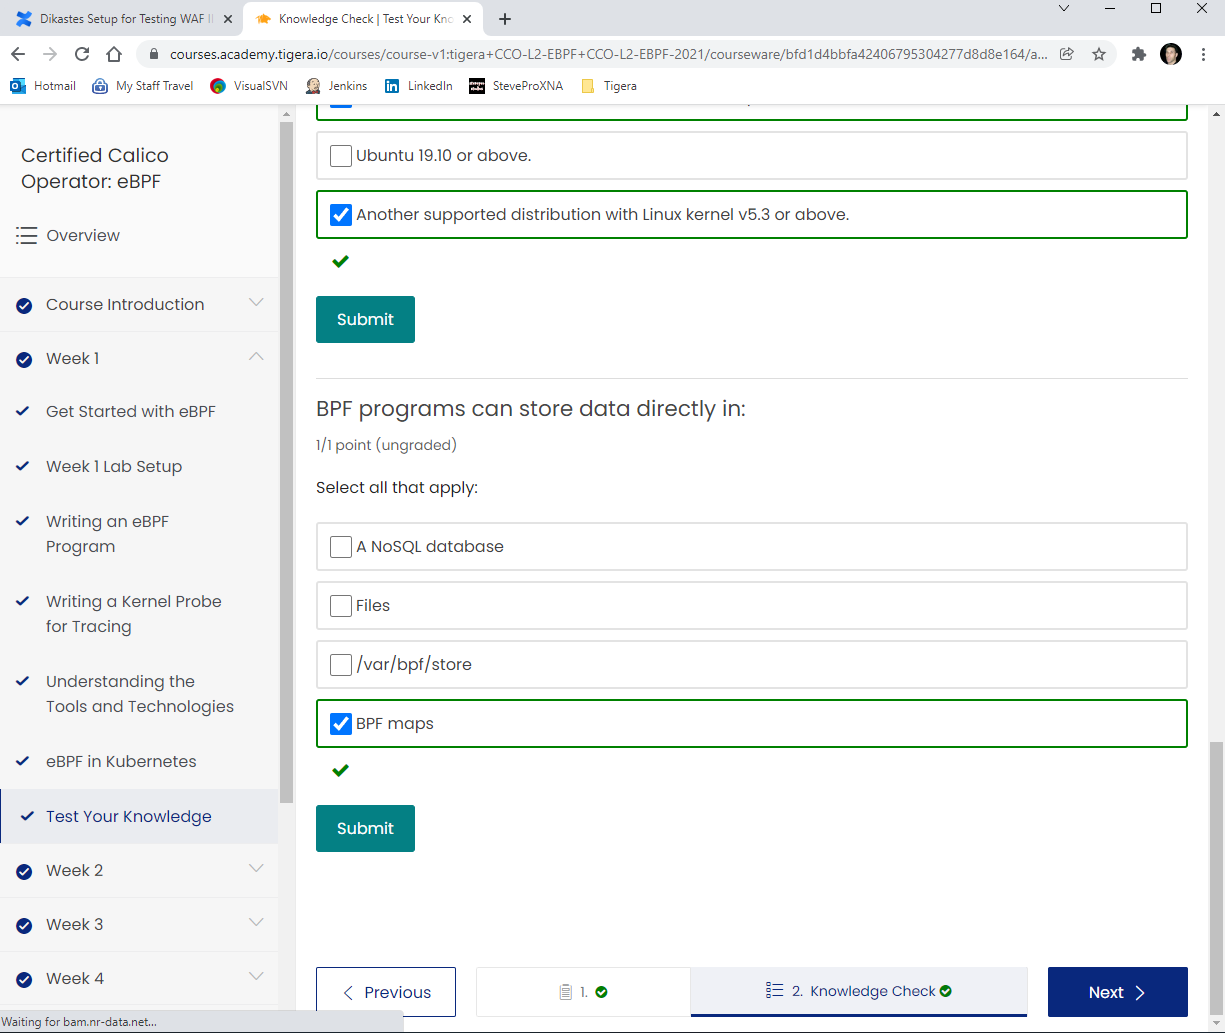 Dikastes Setup for Testing WAF I
Knowledge Check | Test Your Kno
courses.academy.tigera.io/courses/course-v1:tigera+CCO-L2-EBPF+CCO-L2-EBPF-2021/courseware/bfd1d4bbfa42406795304277d8d8e164/a...
Hotmail
My Staff Travel
VisualSVN
Jenkins
LinkedIn
SteveProXNA
Tigera
Certified Calico
Operator: eBPF
Overview
Course Introduction
Week 1
Get Started with eBPF
Week 1 Lab Setup
Writing an eBPF
Program
Writing a Kernel Probe
for Tracing
Understanding the
Tools and Technologies
eBPF in Kubernetes
Test Your Knowledge
Week 2
Week 3
Week 4
Waiting for bam.nr-data.net...
Ubuntu 19.10 or above.
Another supported distribution with Linux kernel v5.3 or above.
Submit
BPF programs can store data directly in:
1/1 point (ungraded)
Select all that apply:
A NoSQL database
Files
/var/bpf/store
BPF maps
Submit
Previous
1.
2. Knowledge Check
Next